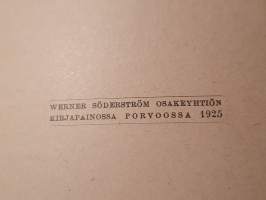 WERNER SÖDERSTRÖM OSAKEYHTIÖN
KIRJAPAINOSSA PORVOOSSA 1925